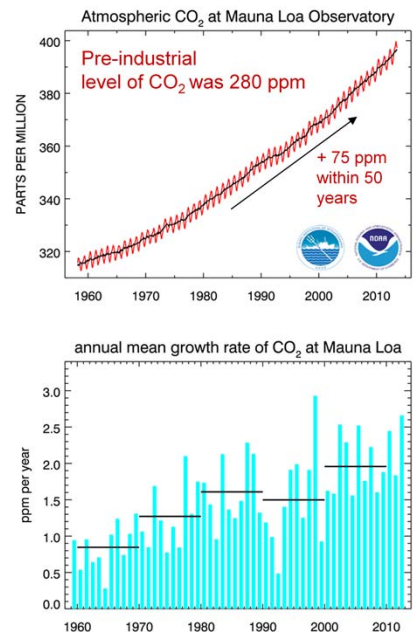 Atmospheric CO₂ at Mauna Loa Observatory
400
Pre-industrial
level of CO₂ was 280 ppm
380
PARTS PER MILLION
360
+ 75 ppm
within 50
years
340
NOAA
320
1960 1970 1980 1990 2000 2010
annual mean growth rate of CO₂ at Mauna Loa
3.0
2.5
2.0
ppm per year
1.5
1.0
0.5
0.0
1960 1970 1980 1990 2000 2010